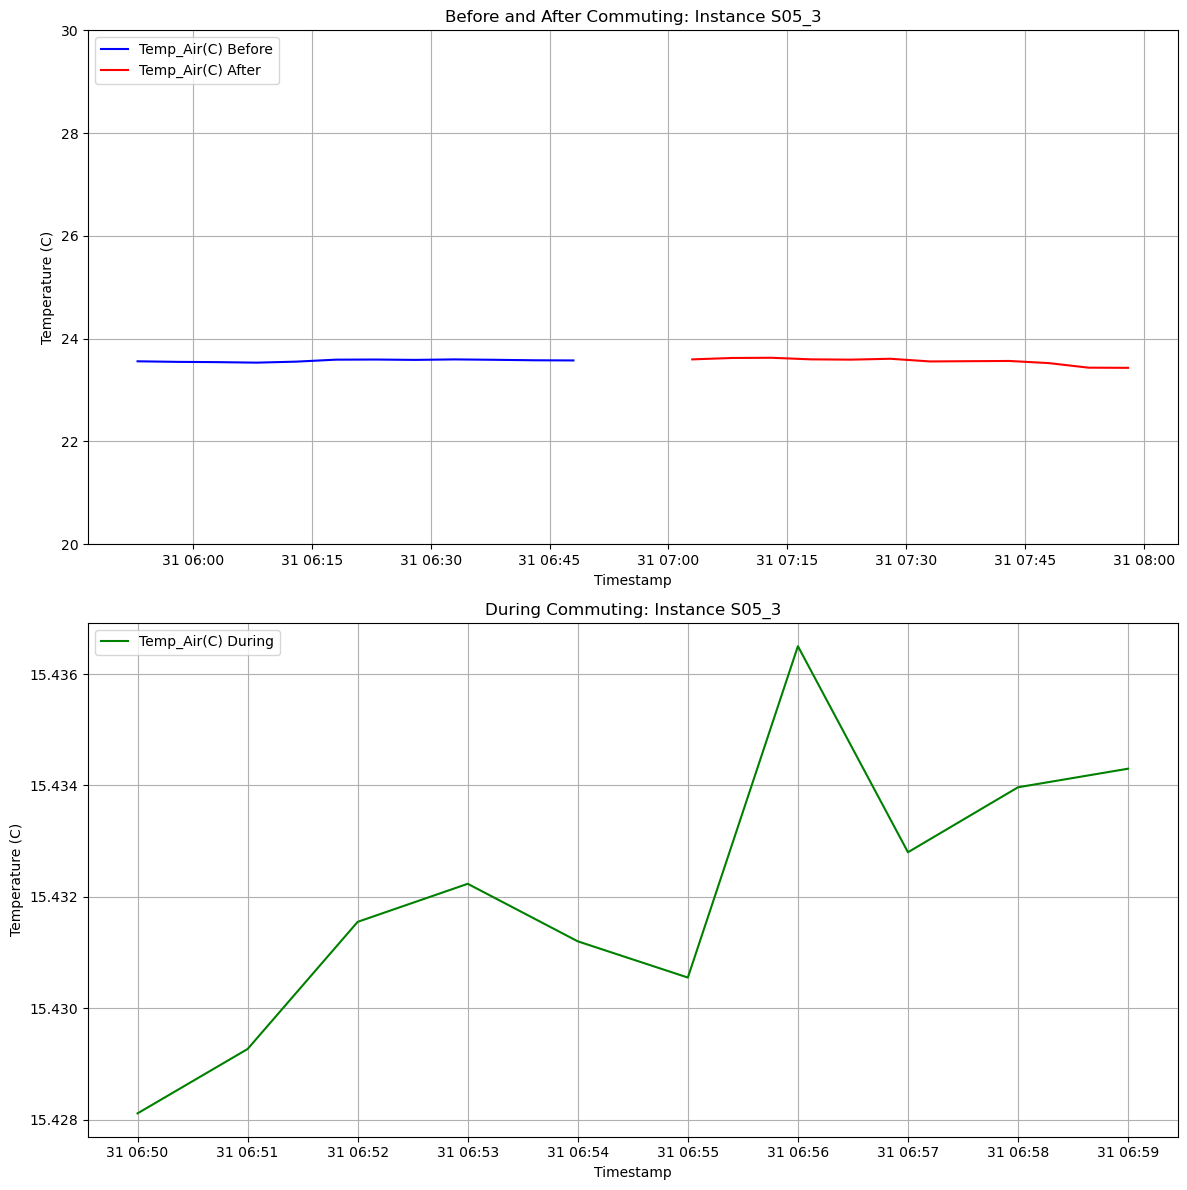 Before and After Commuting: Instance S05_3
Temp_Air(C) Before
Temp_Air(C) After
Temperature (C)
30
28
26
24
22
20
31 06:00 31 06:15 31 06:30 31 06:45 31 07:00 31 07:15 31 07:30 31 07:45 31 08:00
Timestamp
During Commuting: Instance S05_3
Temp_Air(C) During
Temperature (C)
15.436
15.434
15.432
15.430
15.428
31 06:50 31 06:51 31 06:52 31 06:53 31 06:54 31 06:55 31 06:56 31 06:57 31 06:58 31 06:59
Timestamp